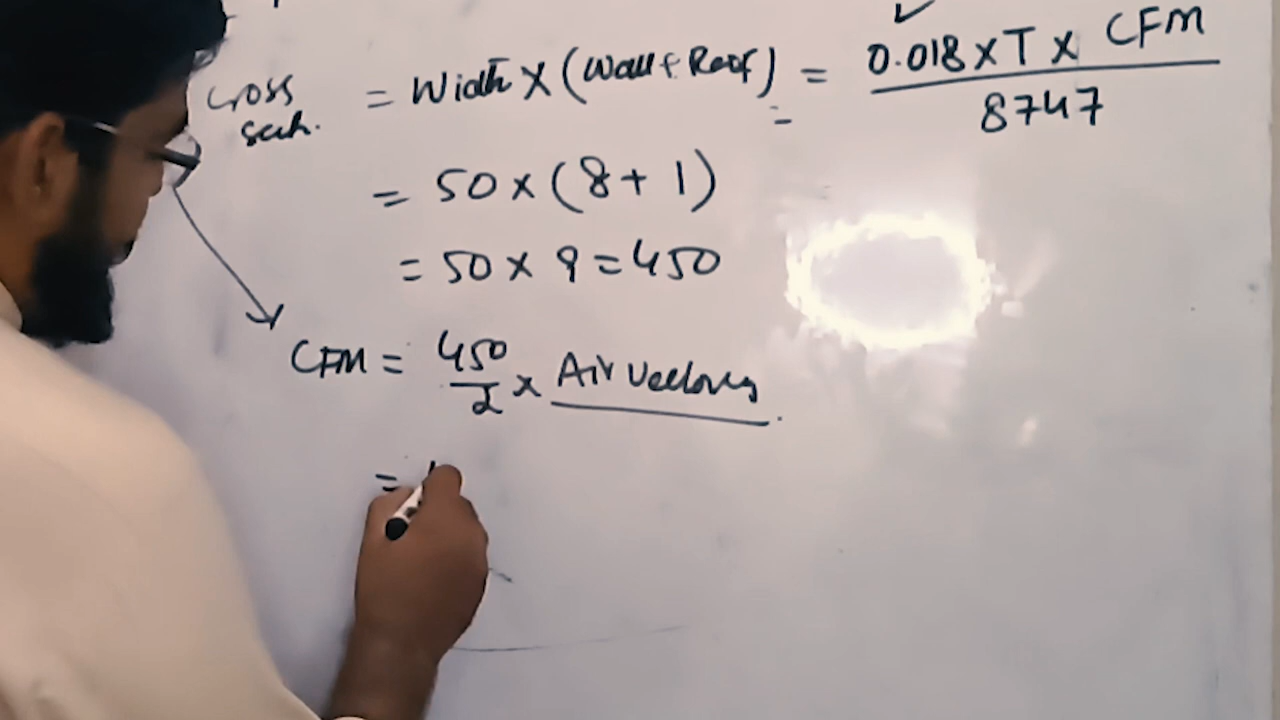 Cross = Width X (Wall + Roof) = 0.018 x T x CFM / 8747
Sect.
= 50 x (8 + 1)
= 50 x 9 = 450
CFM = 450/2 x Air Velocity
=